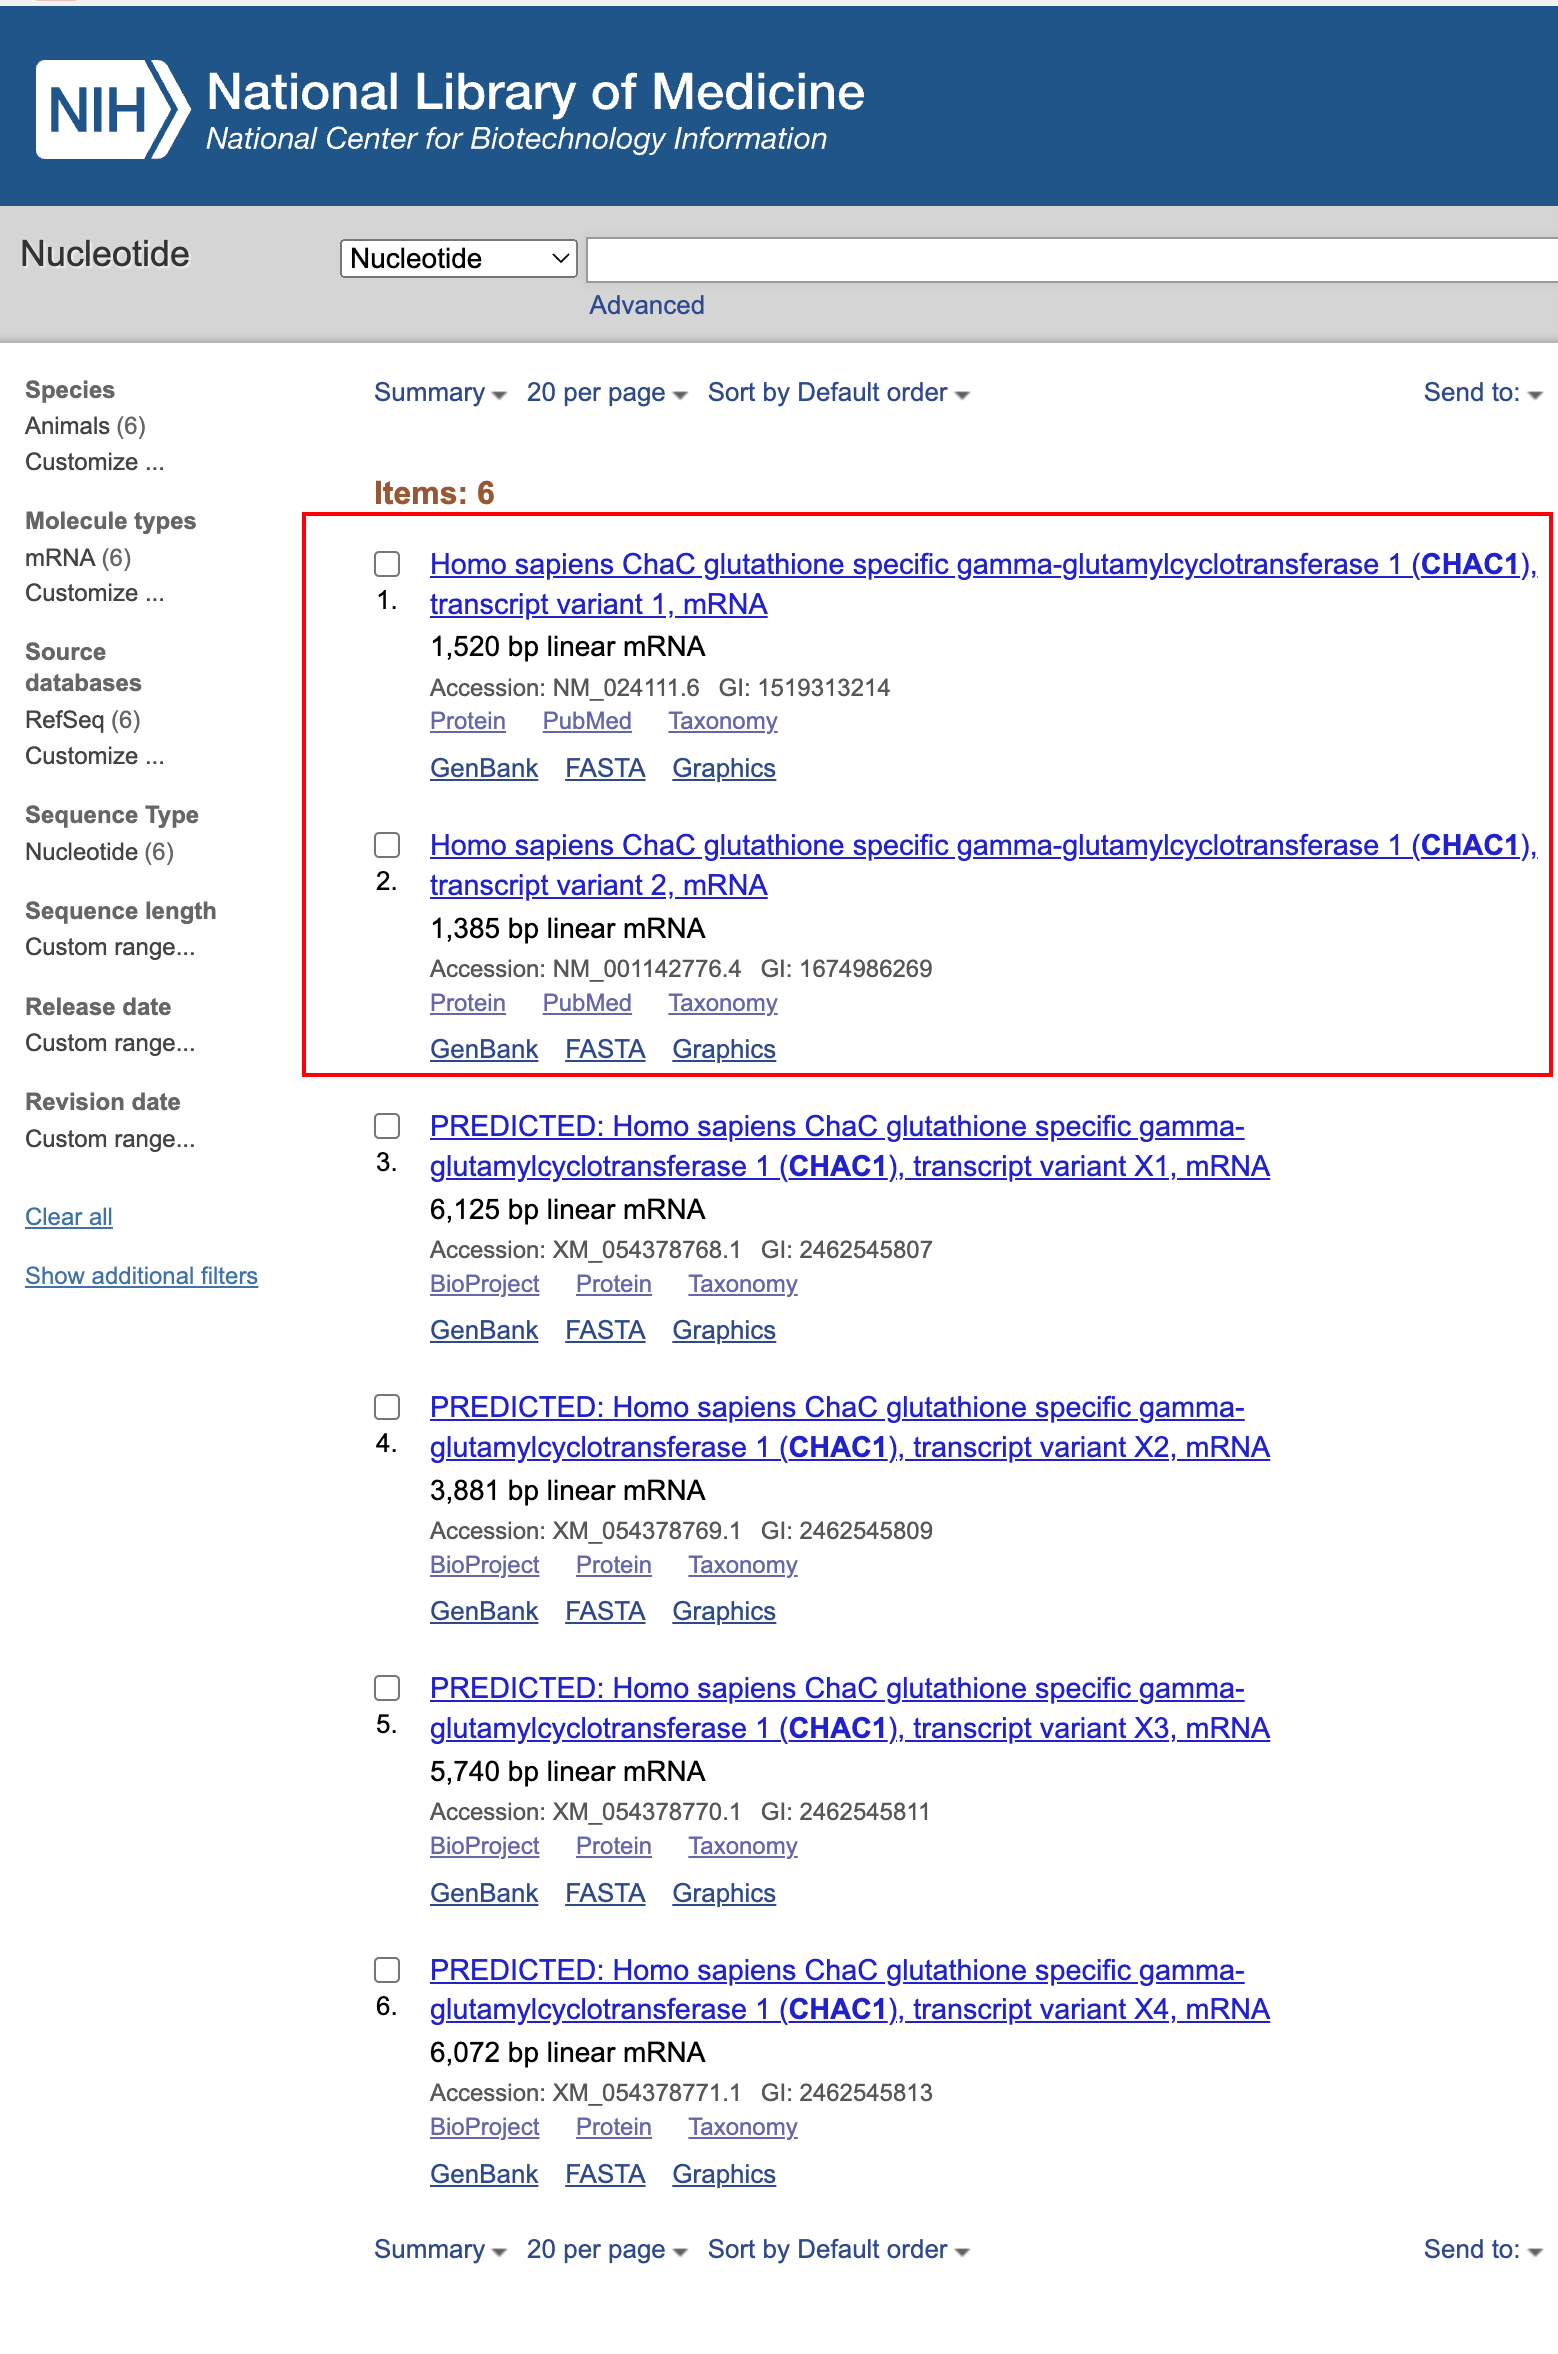 NIH National Library of Medicine
National Center for Biotechnology Information
Nucleotide
Nucleotide
Advanced
Species
Animals (6)
Customize ...
Molecule types
mRNA (6)
Customize ...
Source
databases
RefSeq (6)
Customize ...
Sequence Type
Nucleotide (6)
Sequence length
Custom range...
Release date
Custom range...
Revision date
Custom range...
Clear all
Show additional filters
Summary 20 per page Sort by Default order Send to:
Items: 6
Homo sapiens ChaC glutathione specific gamma-glutamylcyclotransferase 1 (CHAC1),
1. transcript variant 1, mRNA
1,520 bp linear mRNA
Accession: NM_024111.6 GI: 1519313214
Protein PubMed Taxonomy
GenBank FASTA Graphics
Homo sapiens ChaC glutathione specific gamma-glutamylcyclotransferase 1 (CHAC1),
2. transcript variant 2, mRNA
1,385 bp linear mRNA
Accession: NM_001142776.4 GI: 1674986269
Protein PubMed Taxonomy
GenBank FASTA Graphics
PREDICTED: Homo sapiens ChaC glutathione specific gamma-
3. glutamylcyclotransferase 1 (CHAC1), transcript variant X1, mRNA
6,125 bp linear mRNA
Accession: XM_054378768.1 GI: 2462545807
BioProject Protein Taxonomy
GenBank FASTA Graphics
PREDICTED: Homo sapiens ChaC glutathione specific gamma-
4. glutamylcyclotransferase 1 (CHAC1), transcript variant X2, mRNA
3,881 bp linear mRNA
Accession: XM_054378769.1 GI: 2462545809
BioProject Protein Taxonomy
GenBank FASTA Graphics
PREDICTED: Homo sapiens ChaC glutathione specific gamma-
5. glutamylcyclotransferase 1 (CHAC1), transcript variant X3, mRNA
5,740 bp linear mRNA
Accession: XM_054378770.1 GI: 2462545811
BioProject Protein Taxonomy
GenBank FASTA Graphics
PREDICTED: Homo sapiens ChaC glutathione specific gamma-
6. glutamylcyclotransferase 1 (CHAC1), transcript variant X4, mRNA
6,072 bp linear mRNA
Accession: XM_054378771.1 GI: 2462545813
BioProject Protein Taxonomy
GenBank FASTA Graphics
Summary 20 per page Sort by Default order Send to: